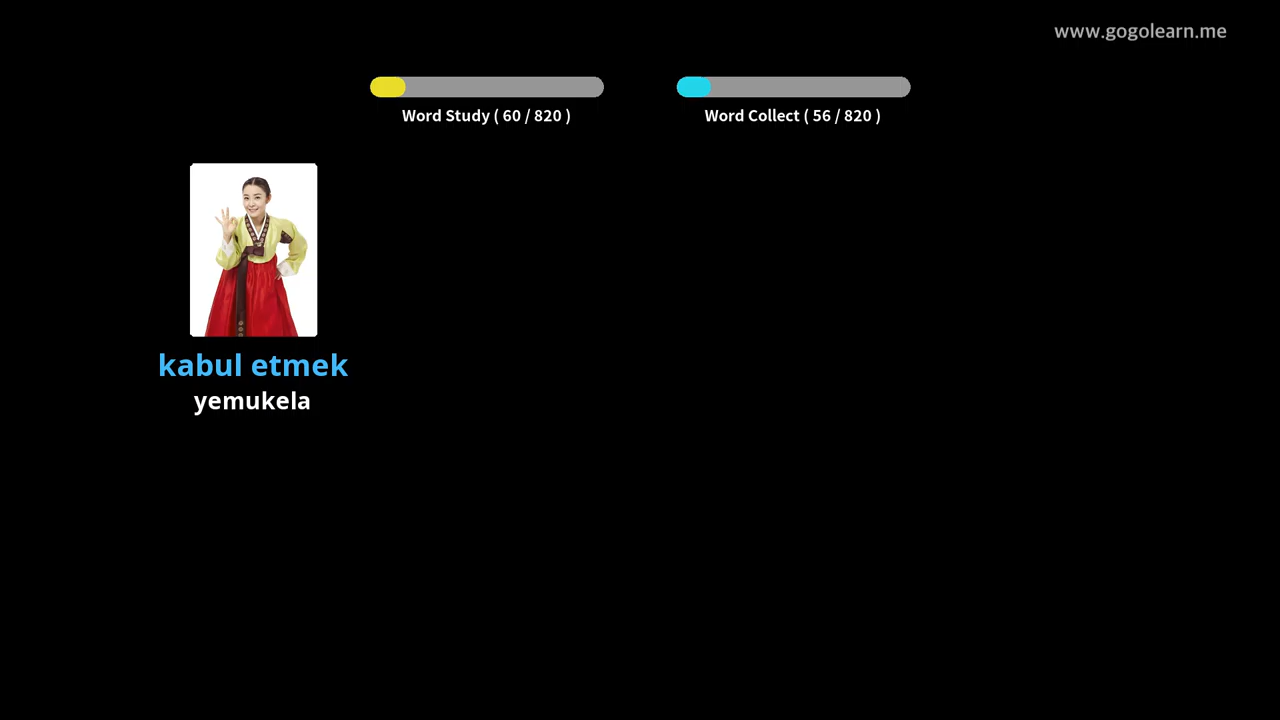 www.gogolearn.me
Word Study ( 60 / 820 )
Word Collect ( 56 / 820 )
kabul etmek
yemukela